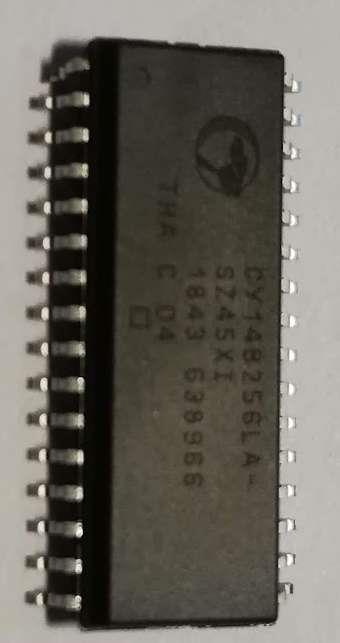 CY14B256LA-
SZ45XI
1843 639966
THA C 04